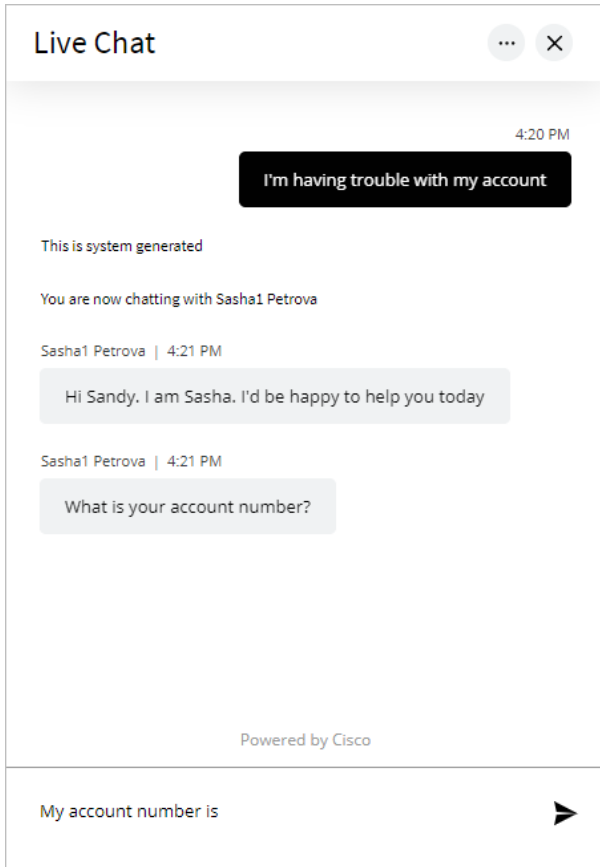 Live Chat
4:20 PM
I'm having trouble with my account
This is system generated
You are now chatting with Sasha1 Petrova
Sasha1 Petrova | 4:21 PM
Hi Sandy. I am Sasha. I'd be happy to help you today
Sasha1 Petrova | 4:21 PM
What is your account number?
Powered by Cisco
My account number is